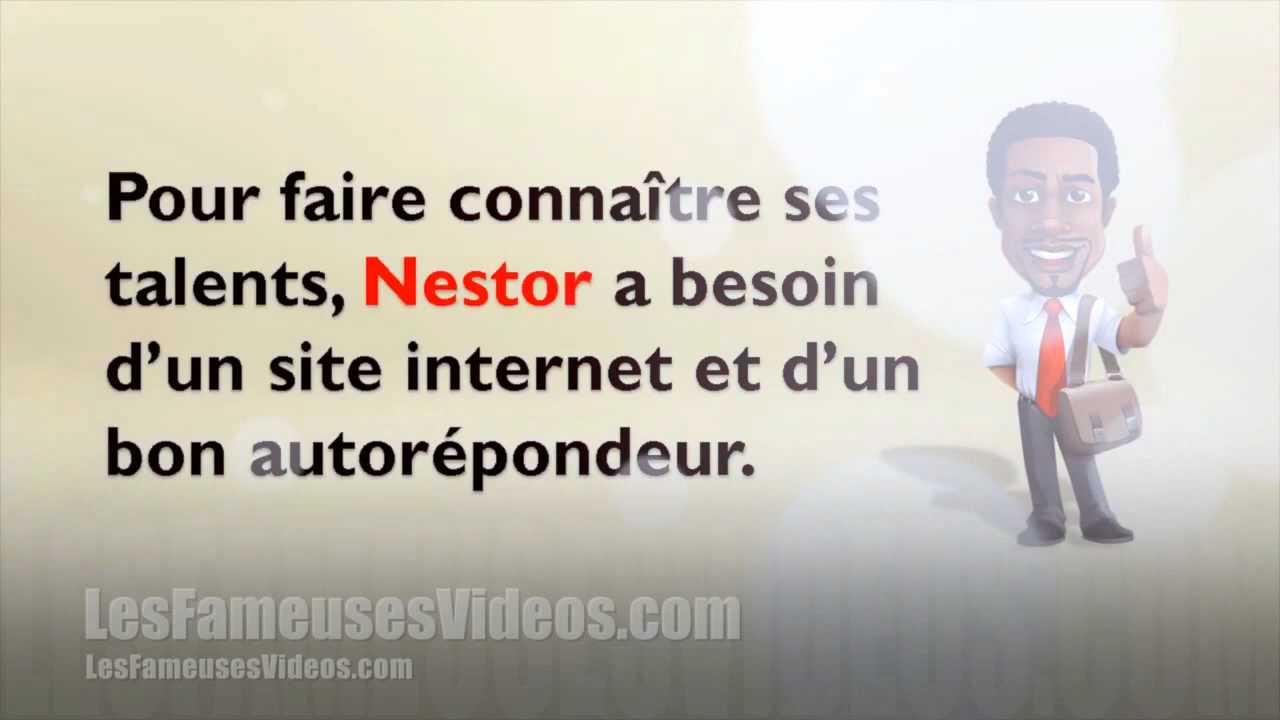 Pour faire connaître ses
talents, Nestor a besoin
d’un site internet et d’un
bon autorépondeur.
LesFameusesVideos.com
LesFameusesVideos.com